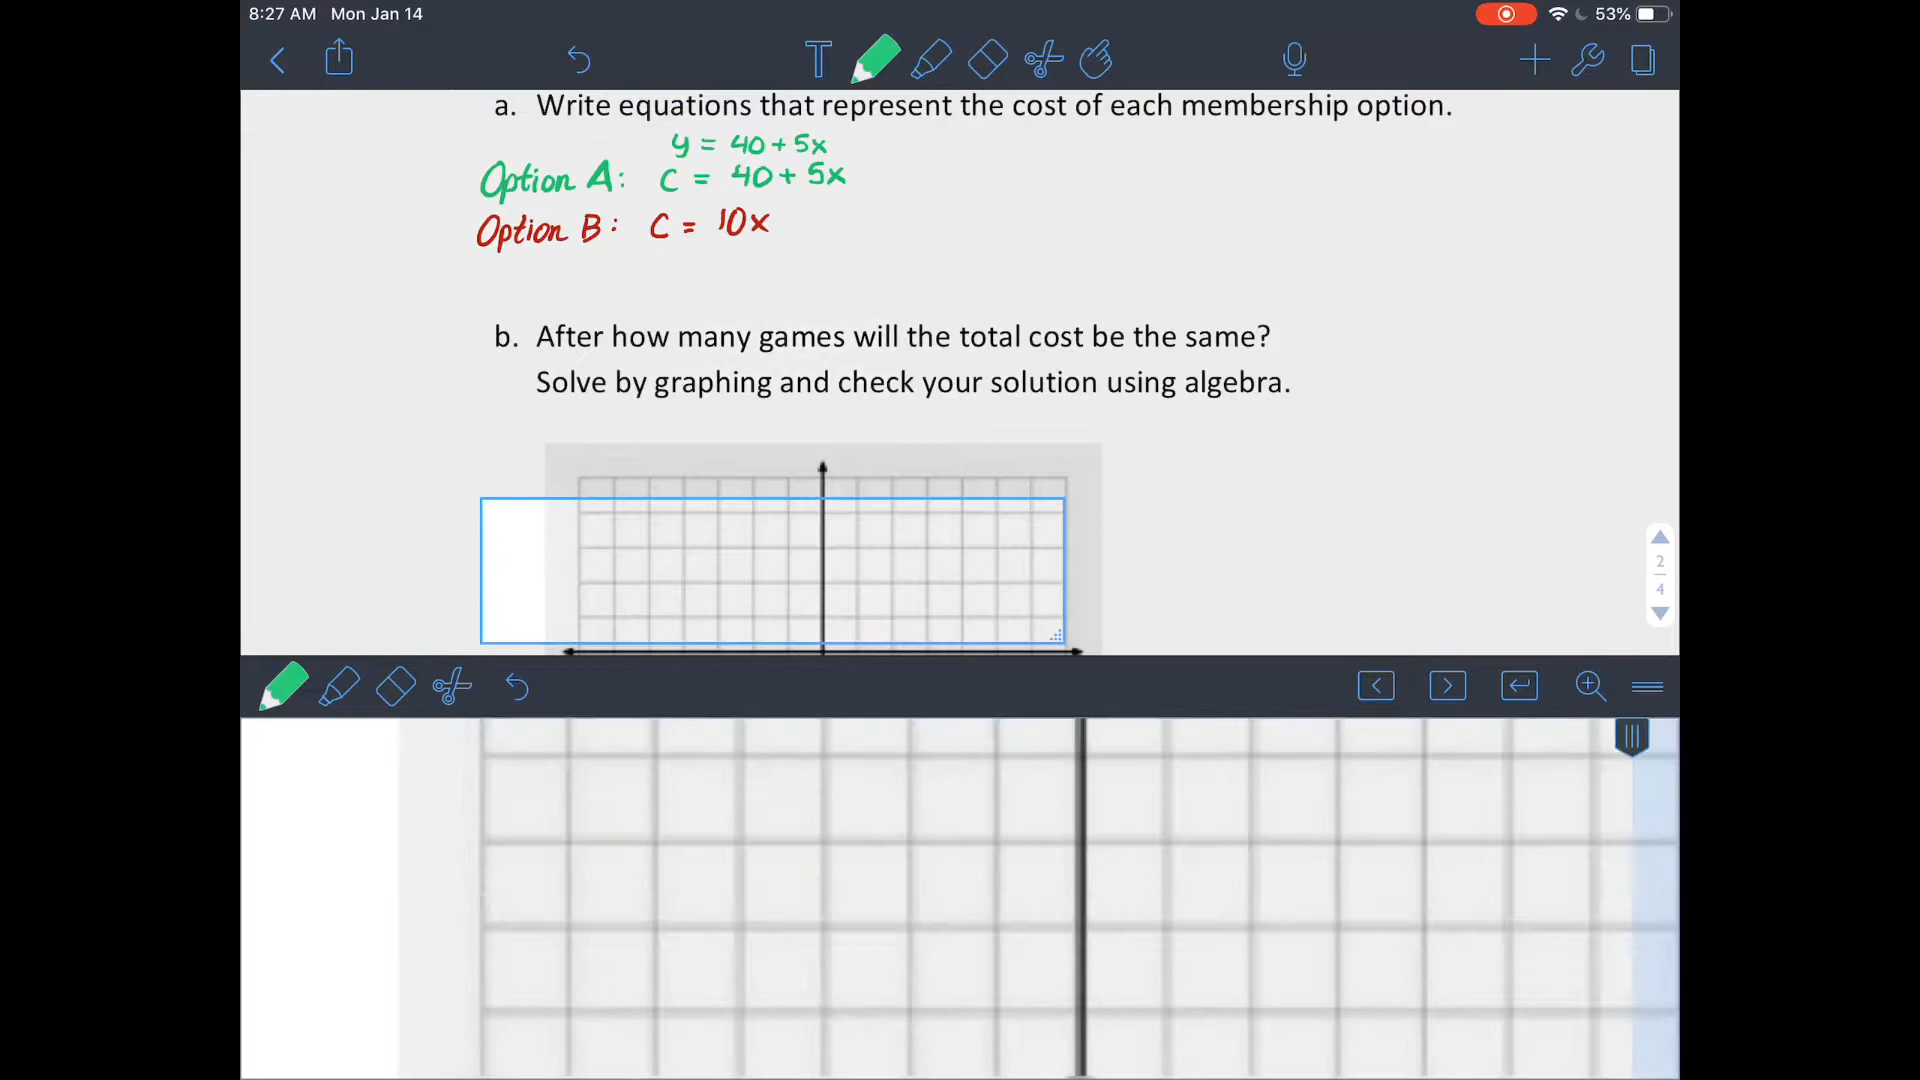 8:27 AM Mon Jan 14 53%
T
a. Write equations that represent the cost of each membership option.
y = 40 + 5x
Option A: C = 40 + 5x
Option B: C = 10x
b. After how many games will the total cost be the same?
Solve by graphing and check your solution using algebra.
2
4